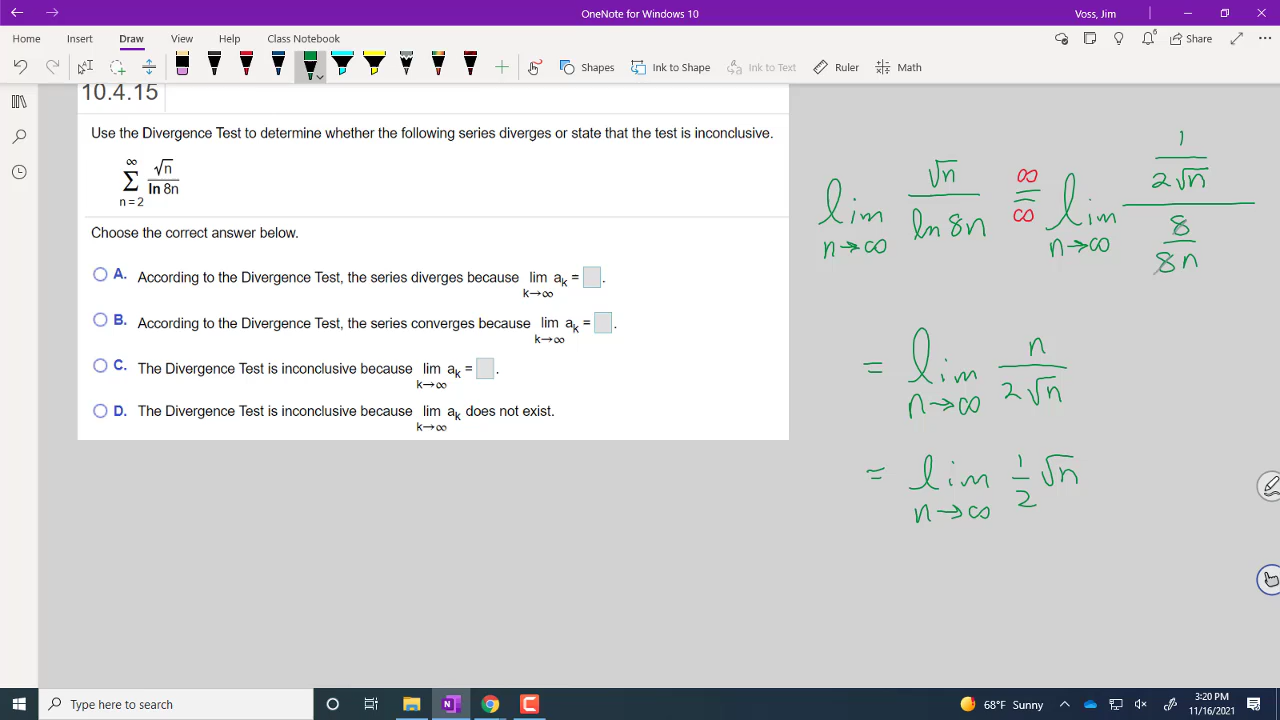 OneNote for Windows 10
Voss, Jim
Home Insert Draw View Help Class Notebook
Share
Shapes Ink to Shape Ink to Text Ruler Math
10.4.15
Use the Divergence Test to determine whether the following series diverges or state that the test is inconclusive.
∞
Σ √n / ln 8n
n = 2
Choose the correct answer below.
A. According to the Divergence Test, the series diverges because lim k→∞ aₖ = .
B. According to the Divergence Test, the series converges because lim k→∞ aₖ = .
C. The Divergence Test is inconclusive because lim k→∞ aₖ = .
D. The Divergence Test is inconclusive because lim k→∞ aₖ does not exist.
lim n→∞ √n / ln 8n ∞ = ∞ lim n→∞ (1 / 2√n) / (8 / 8n)
= lim n→∞ n / 2√n
= lim n→∞ 1/2 √n
Type here to search
68°F Sunny
3:20 PM
11/16/2021